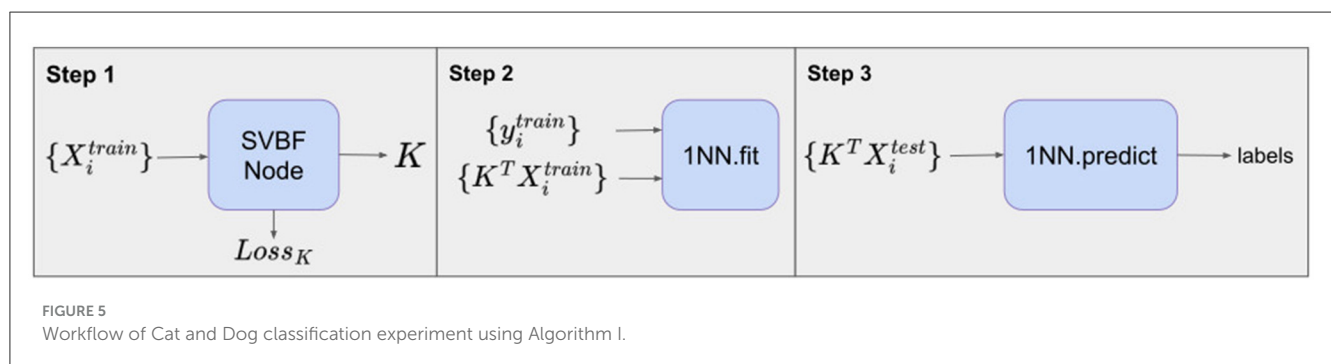 Step 1
{X_i^{train}}
SVBF
Node
K
Loss_K
Step 2
{y_i^{train}}
{K^T X_i^{train}}
1NN.fit
Step 3
{K^T X_i^{test}}
1NN.predict
labels
FIGURE 5
Workflow of Cat and Dog classification experiment using Algorithm I.